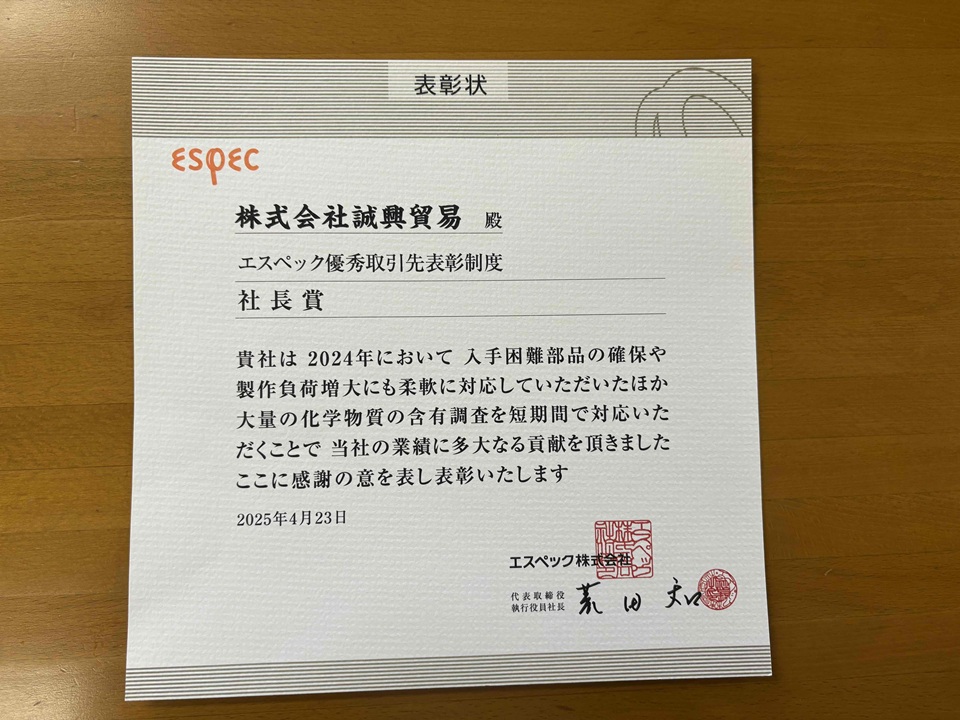 表彰状
ESPEC
株式会社誠興貿易 殿
エスペック優秀取引先表彰制度
社長賞
貴社は 2024年において 入手困難部品の確保や
製作負荷増大にも柔軟に対応していただいたほか
大量の化学物質の含有調査を短期間で対応いた
だくことで 当社の業績に多大なる貢献を頂きました
ここに感謝の意を表し表彰いたします
2025年4月23日
エスペック株式会社
代表取締役
執行役員社長
荒田 知